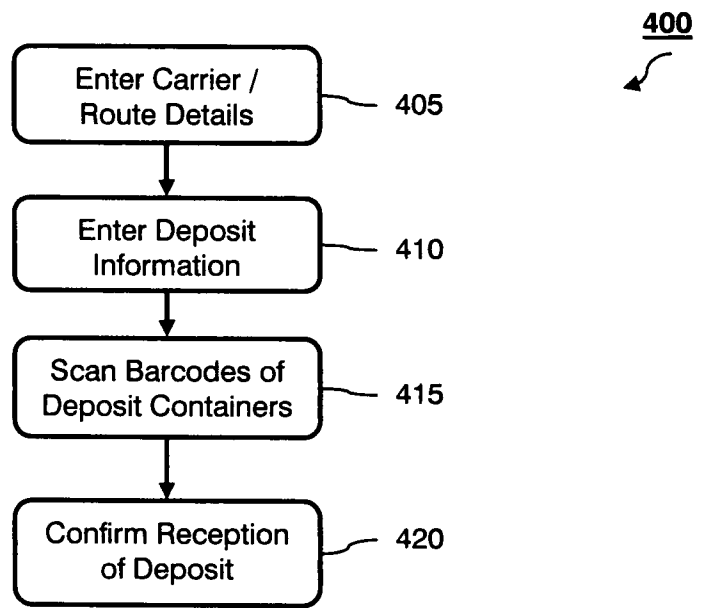 400
Enter Carrier /
Route Details
405
Enter Deposit
Information
410
Scan Barcodes of
Deposit Containers
415
Confirm Reception
of Deposit
420